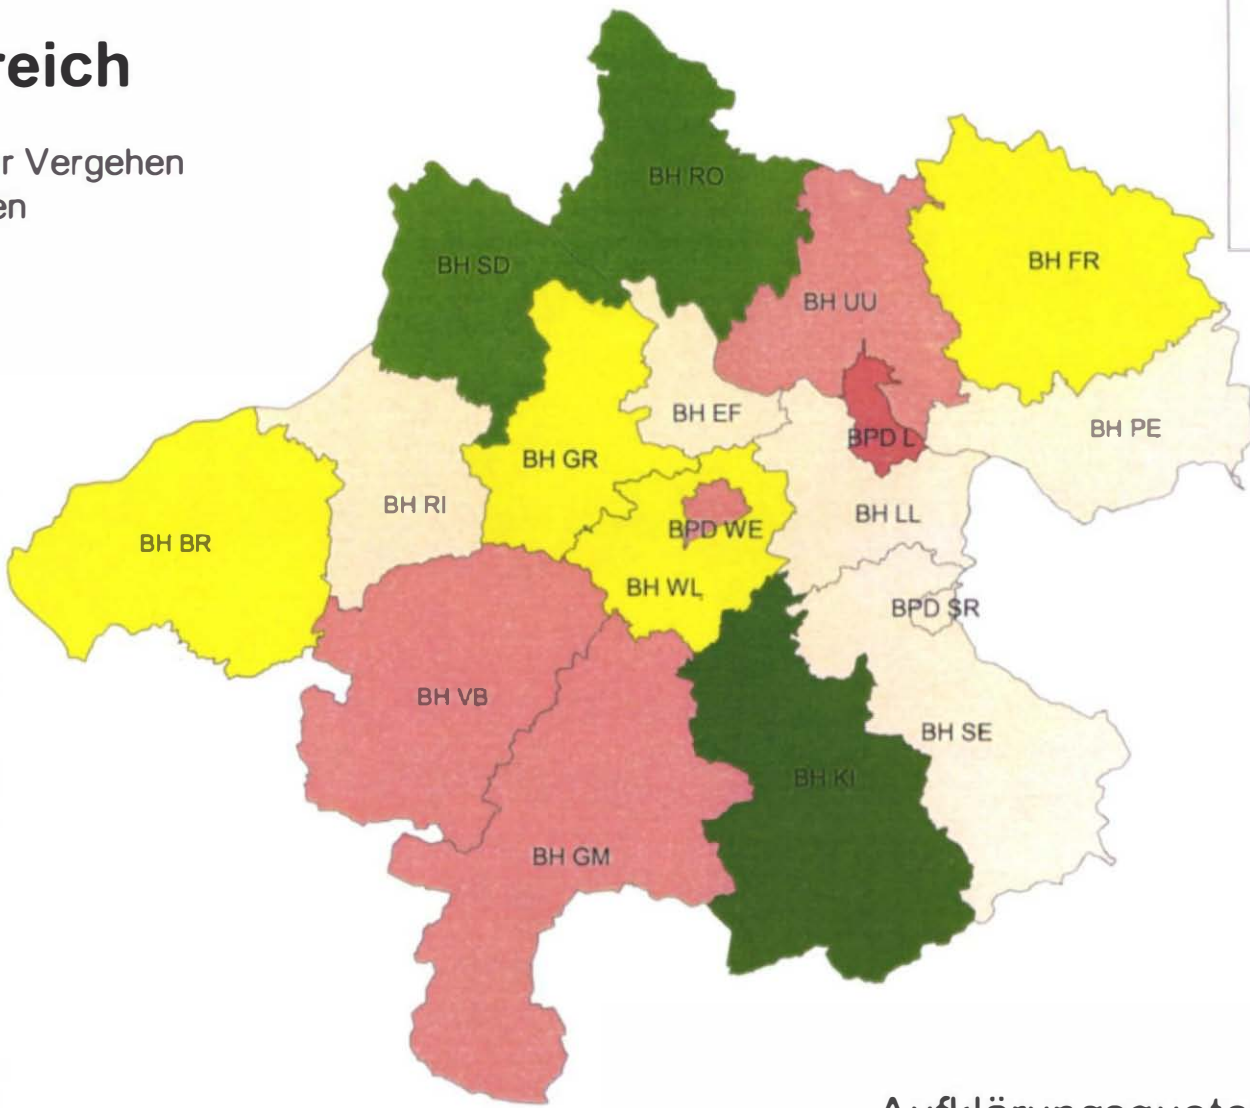 reich
r Vergehen
en
BH RO
BH SD
BH FR
BH UU
BH EF
BH PE
BPD L
BH GR
BH RI
BH LL
BPD WE
BH BR
BH WL
BPD SR
BH VB
BH SE
BH KI
BH GM
Aufklärungsquote